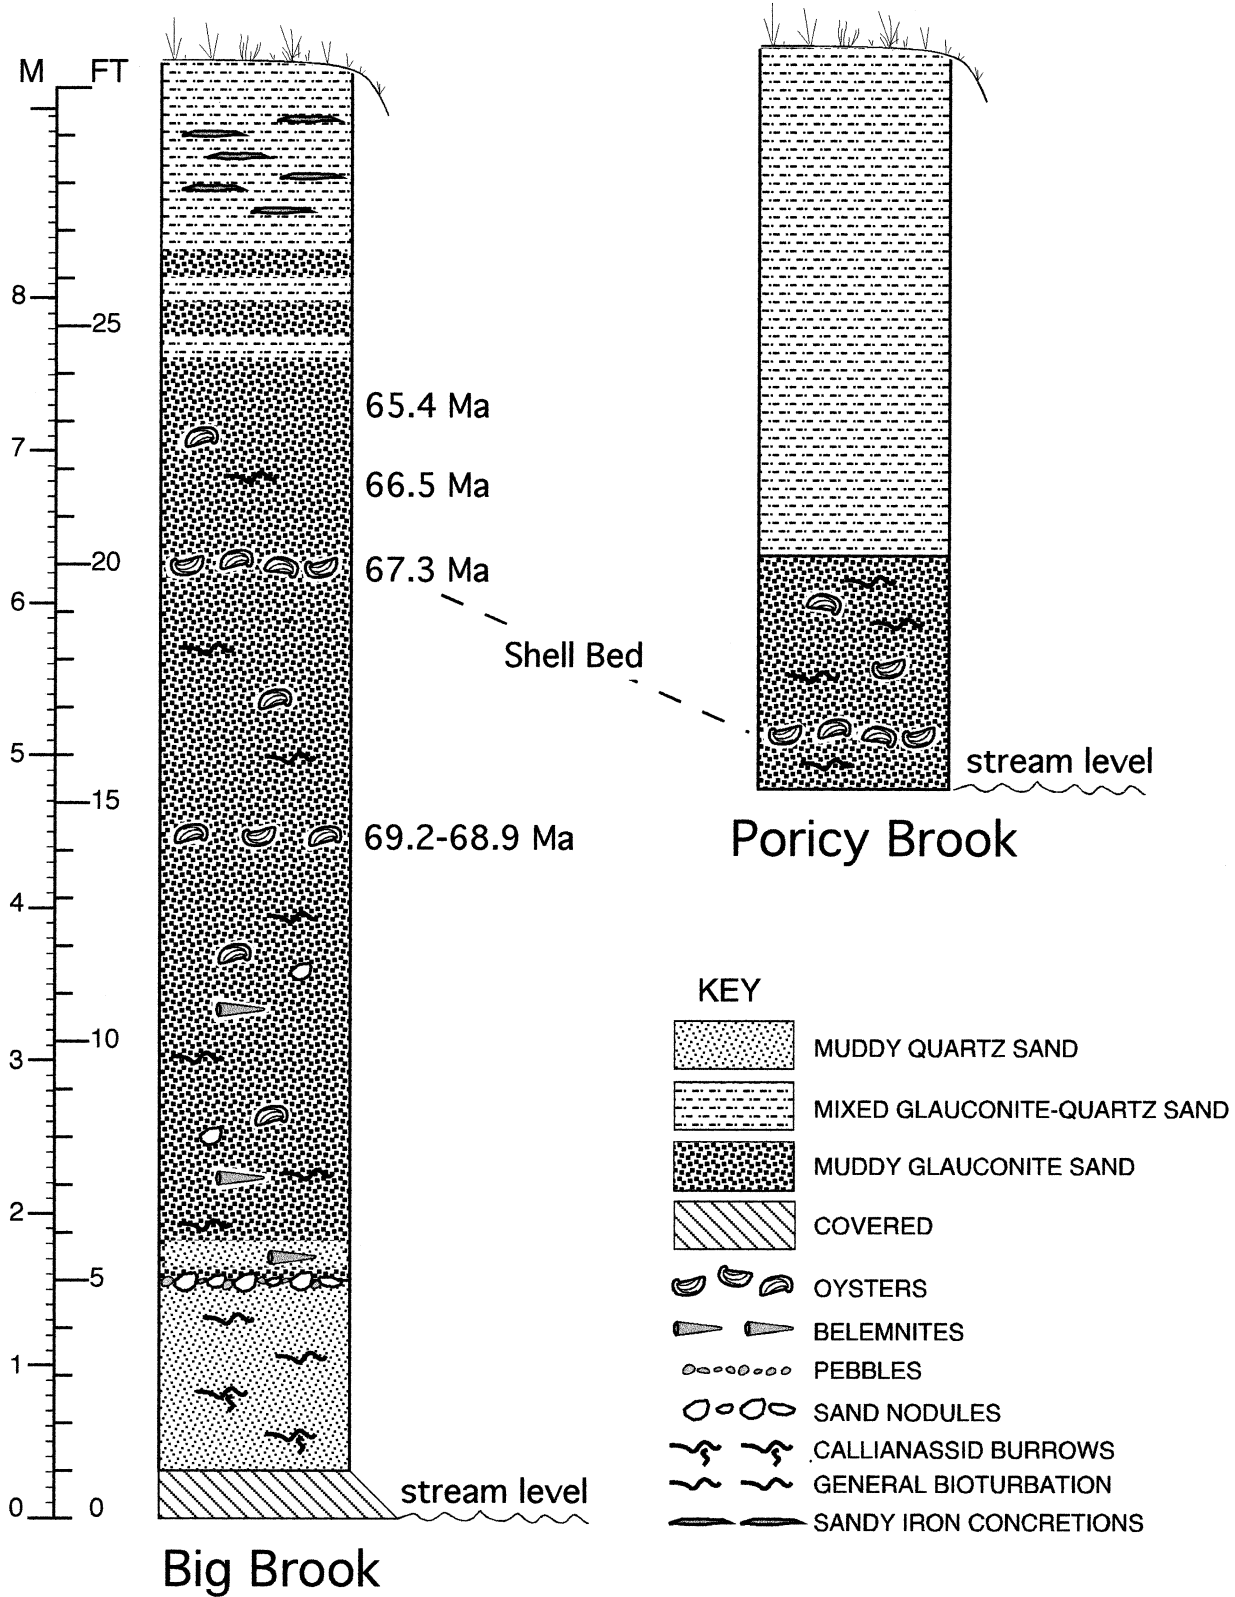 M FT
8
25
7
20
6
5
15
4
10
3
2
5
1
0 0
65.4 Ma
66.5 Ma
67.3 Ma
Shell Bed
69.2-68.9 Ma
stream level
Big Brook
stream level
Poricy Brook
KEY
MUDDY QUARTZ SAND
MIXED GLAUCONITE-QUARTZ SAND
MUDDY GLAUCONITE SAND
COVERED
OYSTERS
BELEMNITES
PEBBLES
SAND NODULES
CALLIANASSID BURROWS
GENERAL BIOTURBATION
SANDY IRON CONCRETIONS